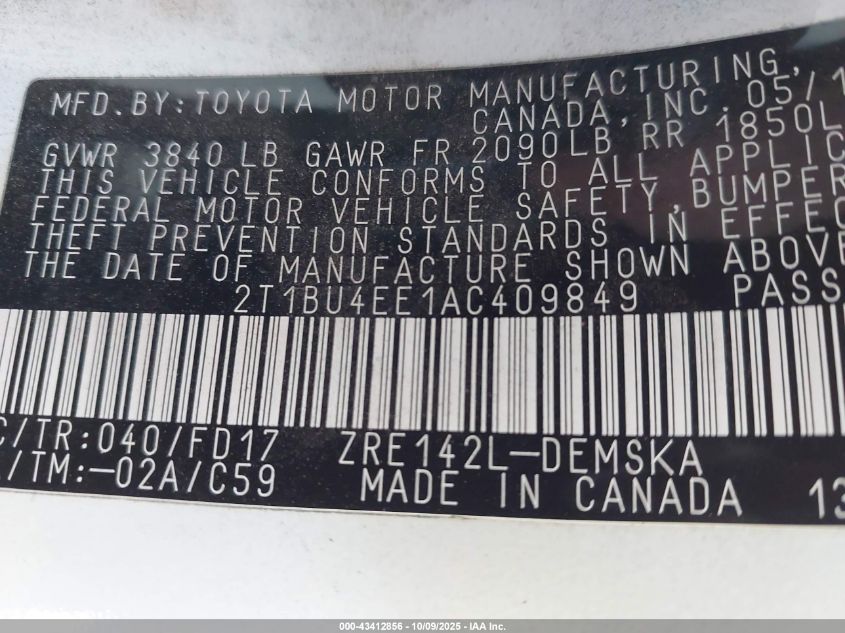 MFD. BY: TOYOTA MOTOR MANUFACTURING,
CANADA, INC. 05/1
GVWR 3840 LB GAWR FR 2090LB RR 1850L
THIS VEHICLE CONFORMS TO ALL APPLIC
FEDERAL MOTOR VEHICLE SAFETY, BUMPER
THEFT PREVENTION STANDARDS IN EFFEC
THE DATE OF MANUFACTURE SHOWN ABOVE
2T1BU4EE1AC409849 PASS
C/TR:040/FD17 ZRE142L-DEMSKA
/TM:-02A/C59 MADE IN CANADA 13
000-43412856 - 10/09/2025 - IAA Inc.